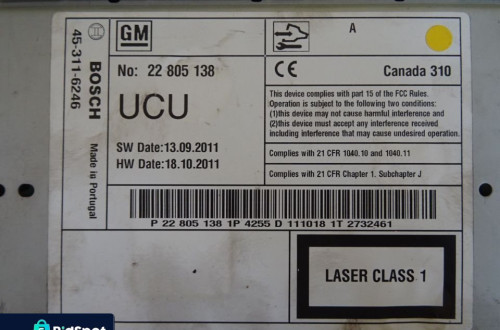 GM
A
No: 22 805 138
CE
Canada 310
UCU
This device complies with part 15 of the FCC Rules.
Operation is subject to the following two conditions:
(1)this device may not cause harmful interference and
(2)this device must accept any interference received
including interference that may cause undesired operation.
SW Date:13.09.2011
HW Date:18.10.2011
Complies with 21 CFR 1040.10 and 1040.11
Complies with 21 CFR Chapter 1. Subchapter J
P 22 805 138 1P 4255 D 111018 1T 2732461
LASER CLASS 1
BOSCH
Made in Portugal
45-311-6246
BidSpot